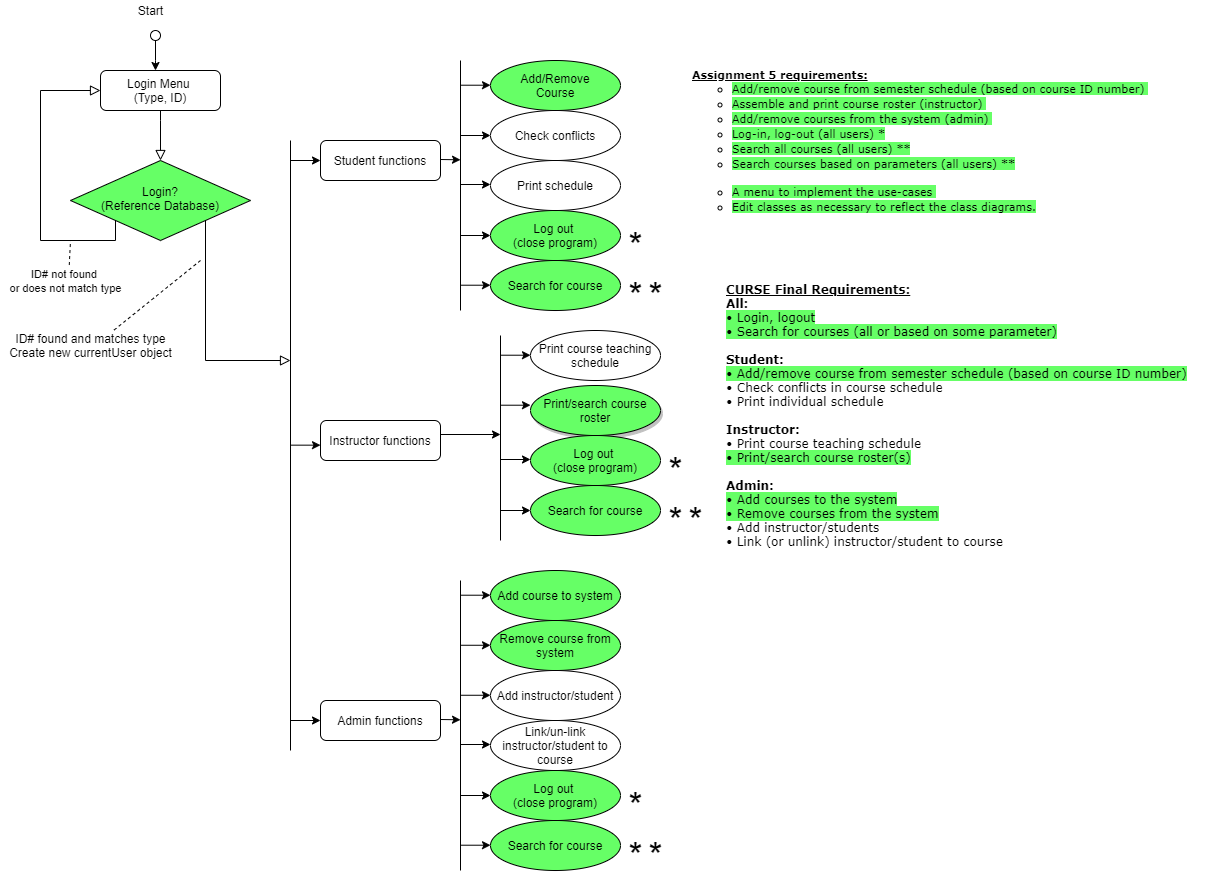 Start
Login Menu
(Type, ID)
Login?
(Reference Database)
ID# not found
or does not match type
ID# found and matches type
Create new currentUser object
Student functions
Add/Remove
Course
Check conflicts
Print schedule
Log out
(close program)
*
Search for course
* *
Instructor functions
Print course teaching
schedule
Print/search course
roster
Log out
(close program)
*
Search for course
* *
Admin functions
Add course to system
Remove course from
system
Add instructor/student
Link/un-link
instructor/student to
course
Log out
(close program)
*
Search for course
* *
Assignment 5 requirements:
Add/remove course from semester schedule (based on course ID number)
Assemble and print course roster (instructor)
Add/remove courses from the system (admin)
Log-in, log-out (all users) *
Search all courses (all users) **
Search courses based on parameters (all users) **
A menu to implement the use-cases
Edit classes as necessary to reflect the class diagrams.
CURSE Final Requirements:
All:
• Login, logout
• Search for courses (all or based on some parameter)
Student:
• Add/remove course from semester schedule (based on course ID number)
• Check conflicts in course schedule
• Print individual schedule
Instructor:
• Print course teaching schedule
• Print/search course roster(s)
Admin:
• Add courses to the system
• Remove courses from the system
• Add instructor/students
• Link (or unlink) instructor/student to course